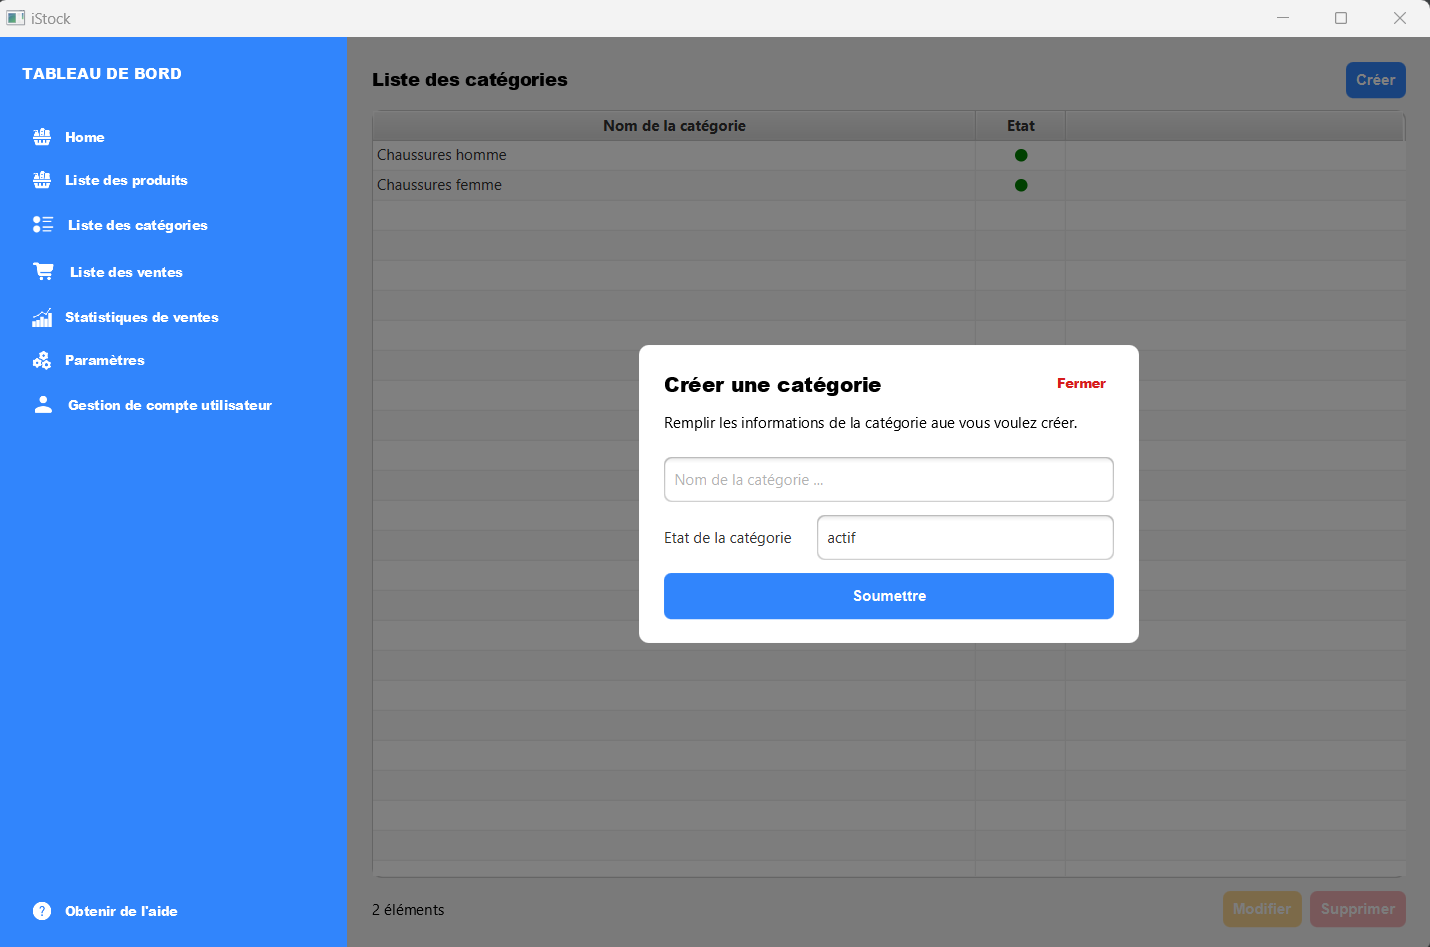 iStock
TABLEAU DE BORD
Home
Liste des produits
Liste des catégories
Liste des ventes
Statistiques de ventes
Paramètres
Gestion de compte utilisateur
Obtenir de l'aide
Liste des catégories
Créer
Nom de la catégorie
Etat
Chaussures homme
Chaussures femme
Créer une catégorie
Fermer
Remplir les informations de la catégorie aue vous voulez créer.
Nom de la catégorie ...
Etat de la catégorie
actif
Soumettre
2 éléments
Modifier
Supprimer